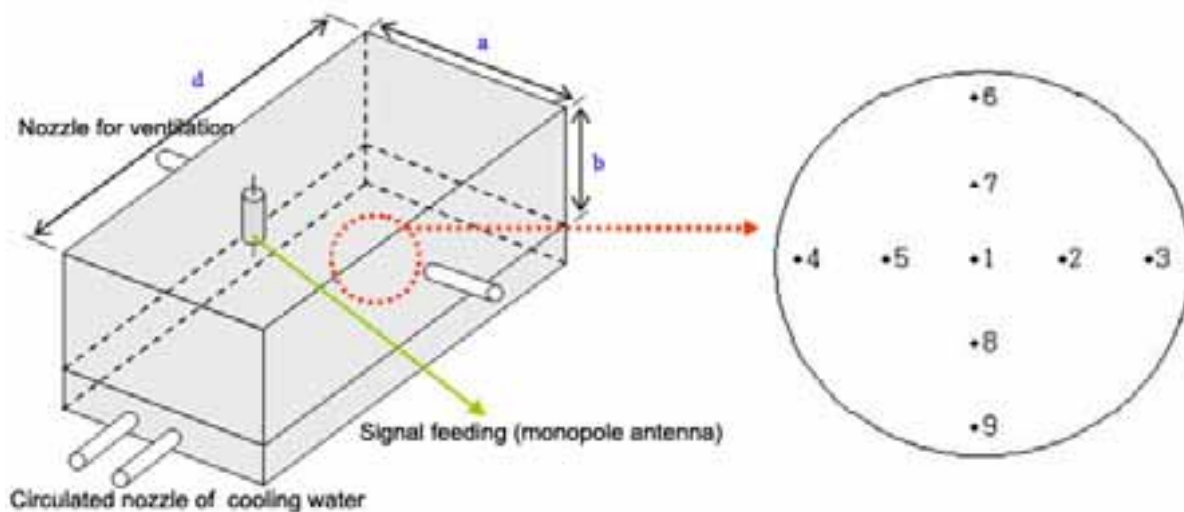 a
d
Nozzle for ventilation
b
Signal feeding (monopole antenna)
Circulated nozzle of cooling water
6
7
4 5 1 2 3
8
9